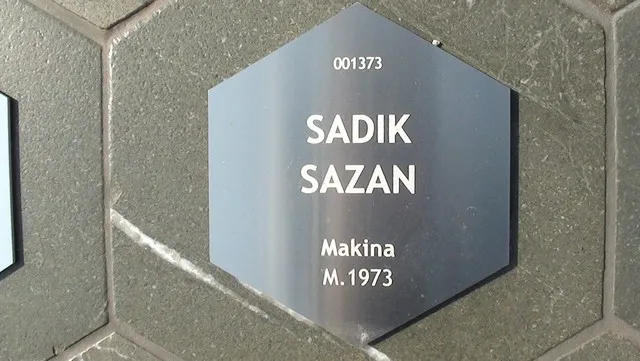 001373
SADIK
SAZAN
Makina
M.1973